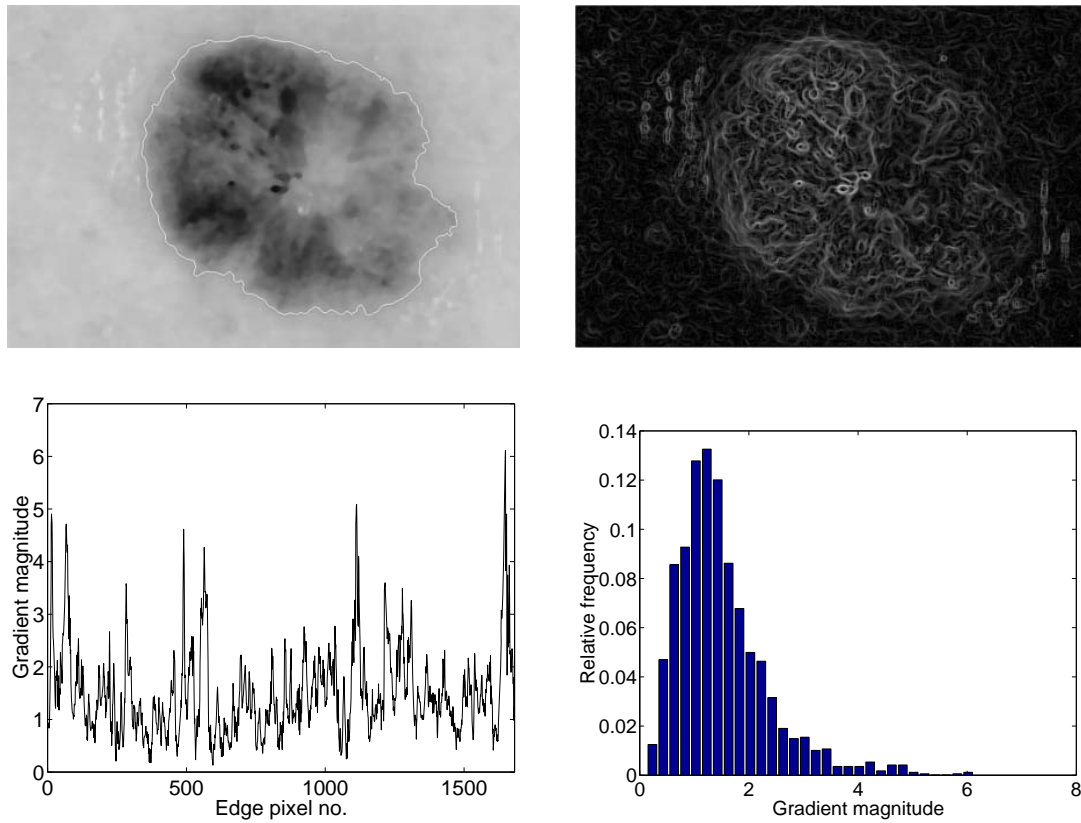 7
6
5
4
3
2
1
0
Gradient magnitude
0 500 1000 1500
Edge pixel no.
0.14
0.12
0.1
0.08
0.06
0.04
0.02
0
Relative frequency
0 2 4 6 8
Gradient magnitude